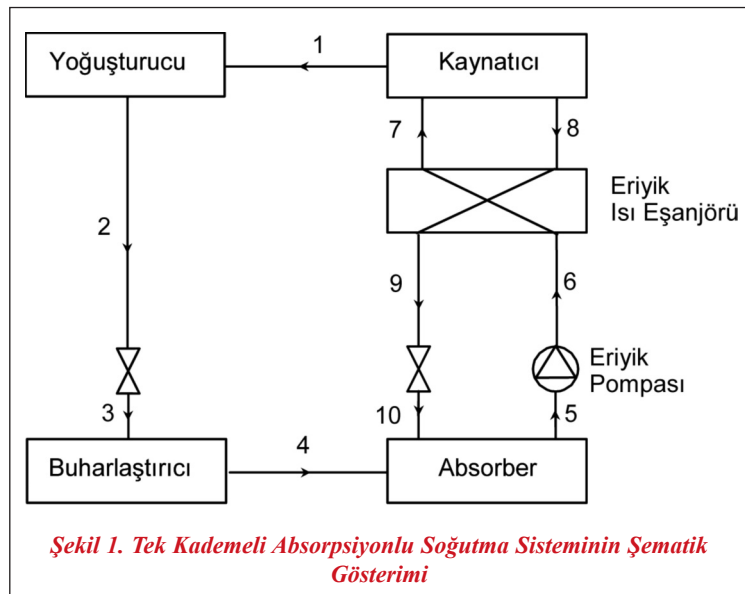 1
Yoğuşturucu
Kaynatıcı
7
8
Eriyik
Isı Eşanjörü
2
9
6
Eriyik
Pompası
3
10
5
4
Buharlaştırıcı
Absorber
Şekil 1. Tek Kademeli Absorpsiyonlu Soğutma Sisteminin Şematik
Gösterimi